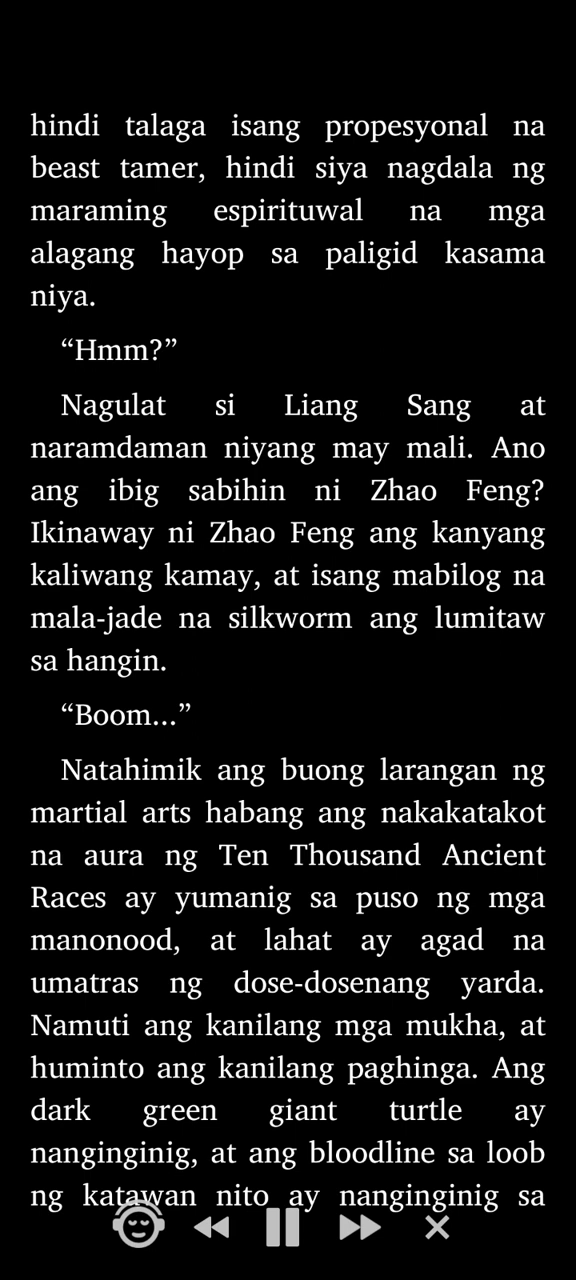 hindi talaga isang propesyonal na
beast tamer, hindi siya nagdala ng
maraming espirituwal na mga
alagang hayop sa paligid kasama
niya.
“Hmm?”
Nagulat si Liang Sang at
naramdaman niyang may mali. Ano
ang ibig sabihin ni Zhao Feng?
Ikinaway ni Zhao Feng ang kanyang
kaliwang kamay, at isang mabilog na
mala-jade na silkworm ang lumitaw
sa hangin.
“Boom...”
Natahimik ang buong larangan ng
martial arts habang ang nakakatakot
na aura ng Ten Thousand Ancient
Races ay yumanig sa puso ng mga
manonood, at lahat ay agad na
umatras ng dose-dosenang yarda.
Namuti ang kanilang mga mukha, at
huminto ang kanilang paghinga. Ang
dark green giant turtle ay
nanginginig, at ang bloodline sa loob
ng katawan nito ay nanginginig sa